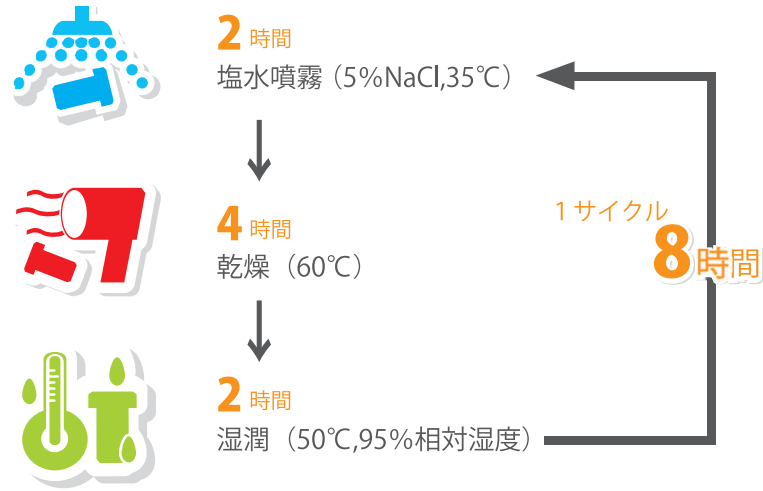 2 時間
塩水噴霧（5％NaCl,35℃）
4 時間
乾燥（60℃）
1 サイクル
8 時間
2 時間
湿潤（50℃,95％相対湿度）